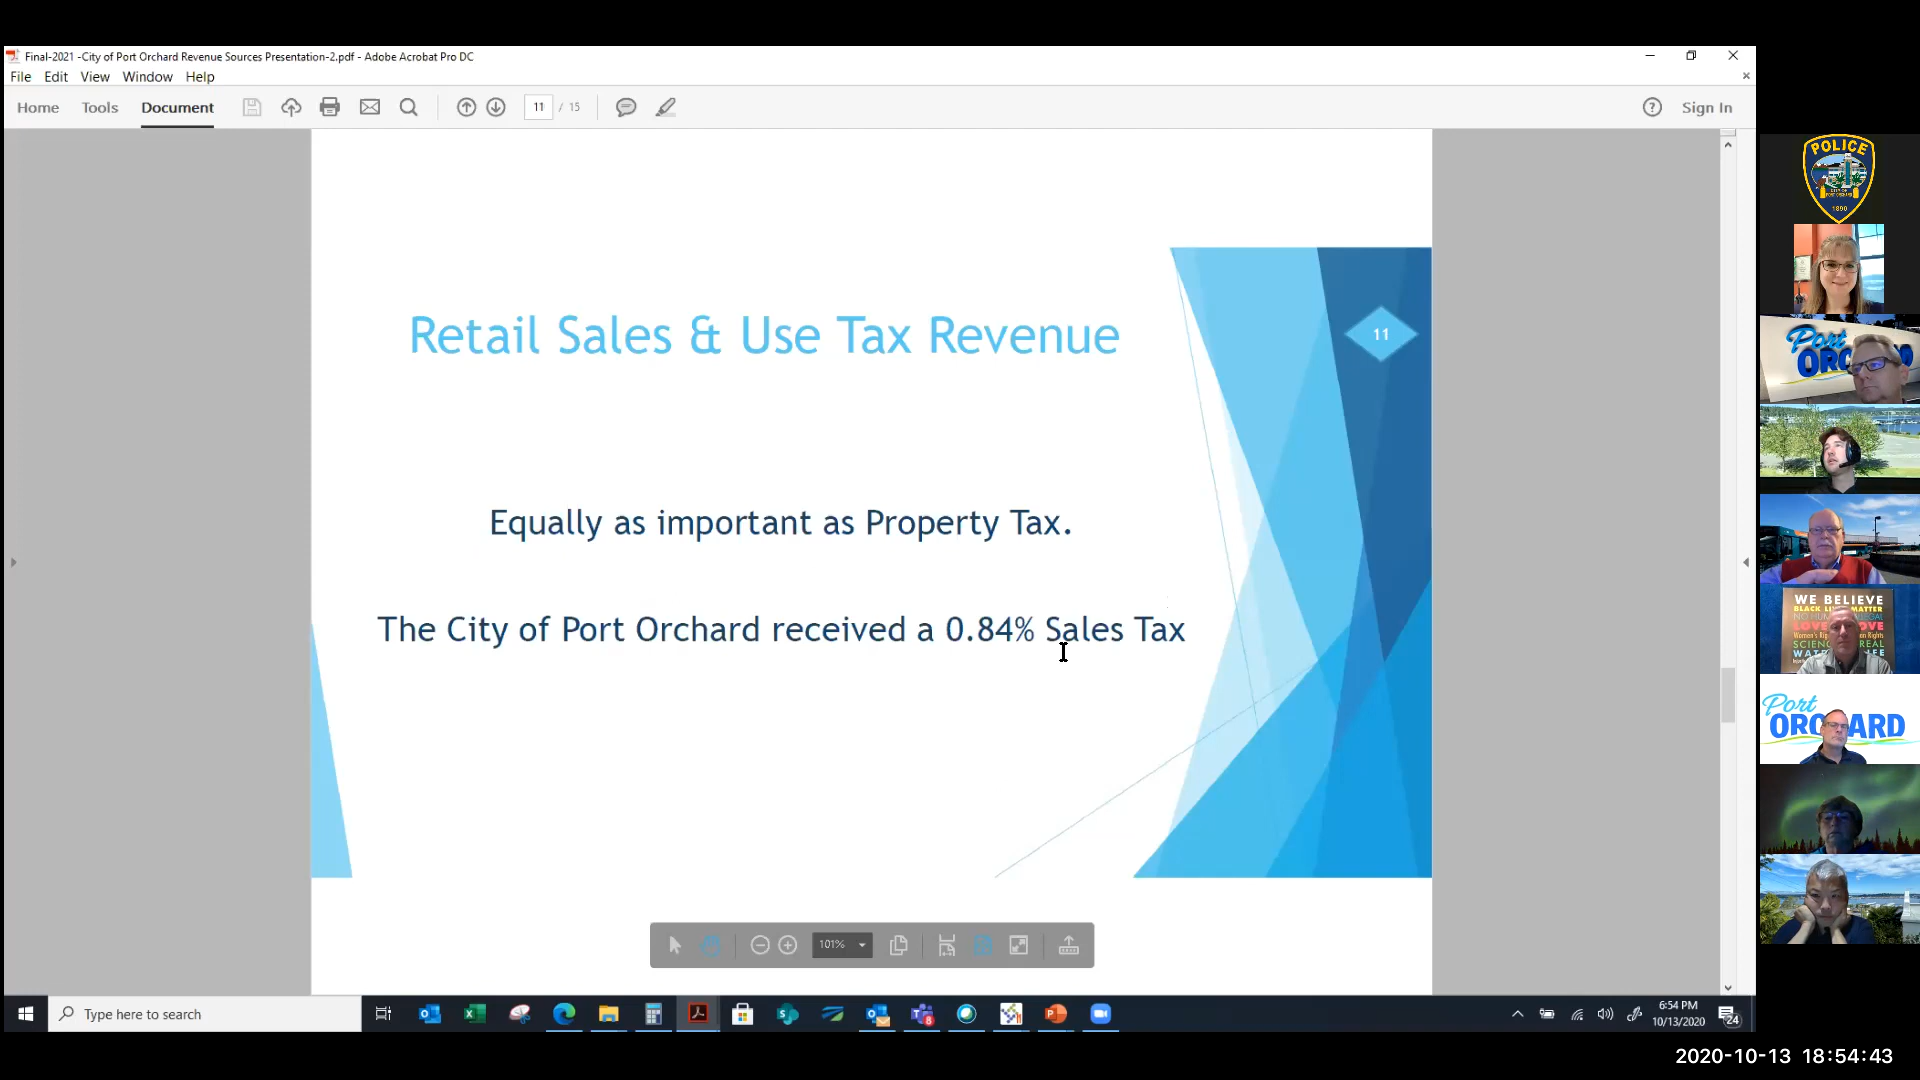 Final-2021 -City of Port Orchard Revenue Sources Presentation-2.pdf - Adobe Acrobat Pro DC
File Edit View Window Help
Home Tools Document 11 / 15 Sign In
Retail Sales & Use Tax Revenue
11
Equally as important as Property Tax.
The City of Port Orchard received a 0.84% Sales Tax
101%
POLICE
1890
Port
WE BELIEVE
Port
Type here to search
6:54 PM
10/13/2020
24
2020-10-13 18:54:43